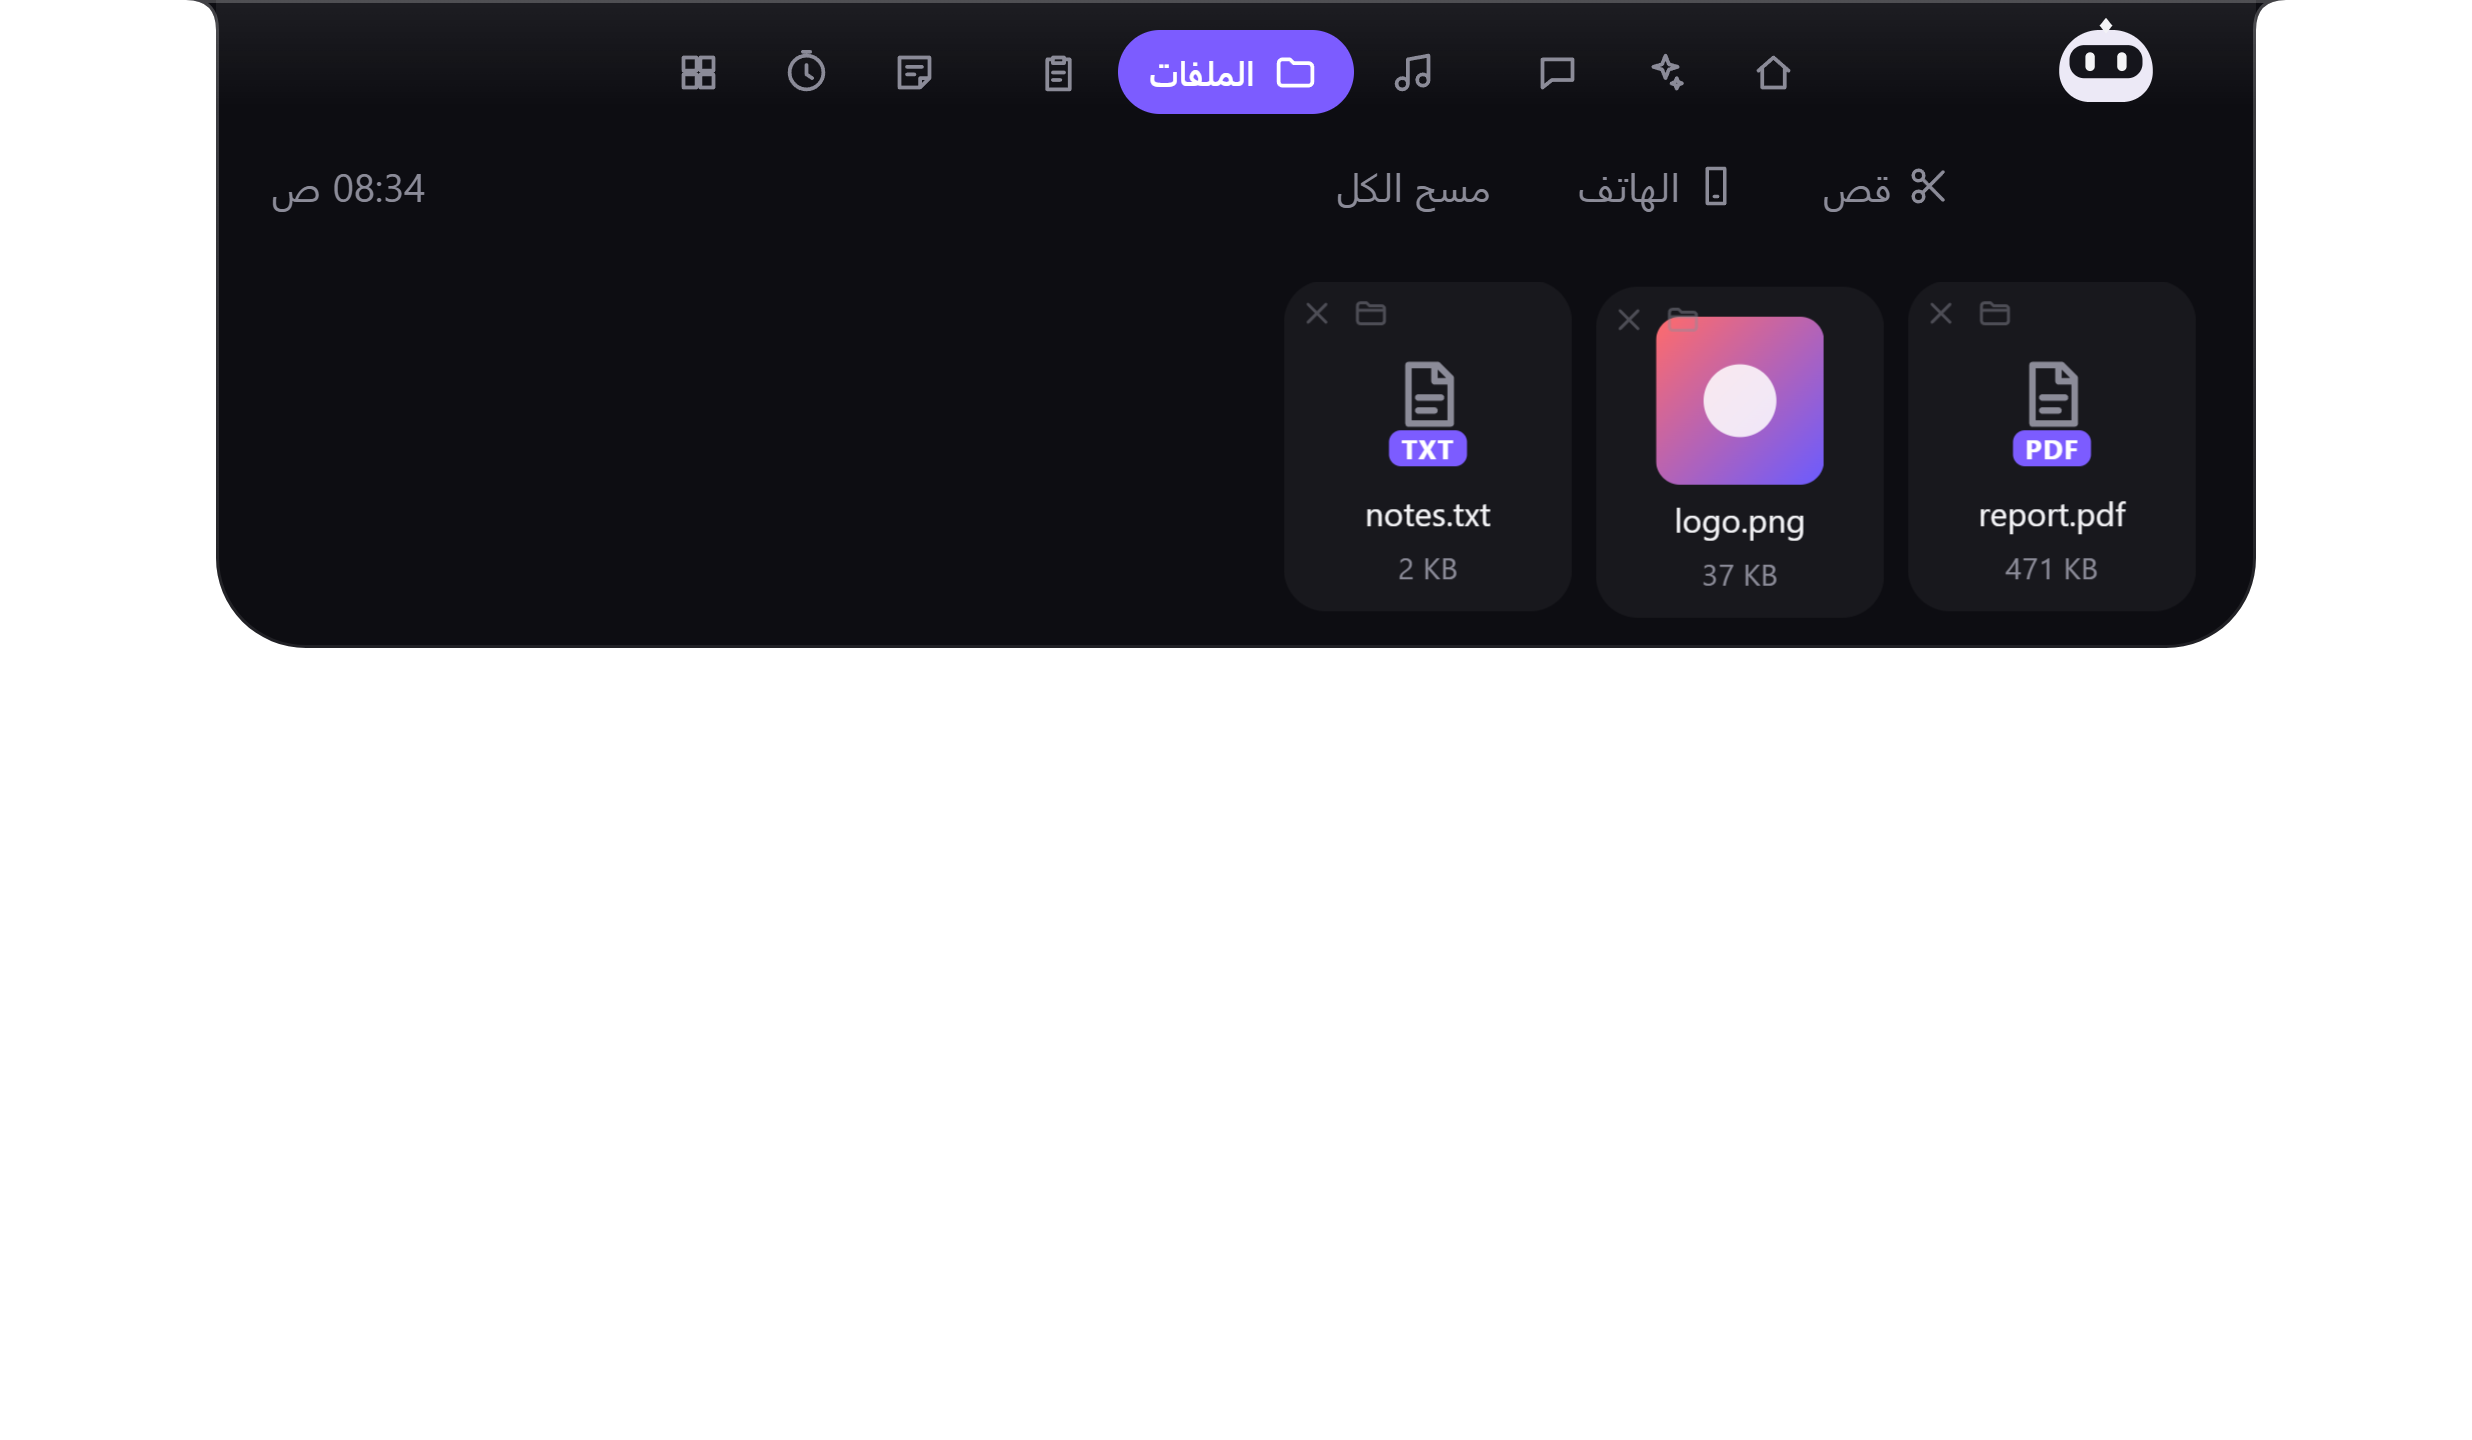 الملفات
قص
الهاتف
مسح الكل
08:34 ص
PDF
report.pdf
471 KB
logo.png
37 KB
TXT
notes.txt
2 KB